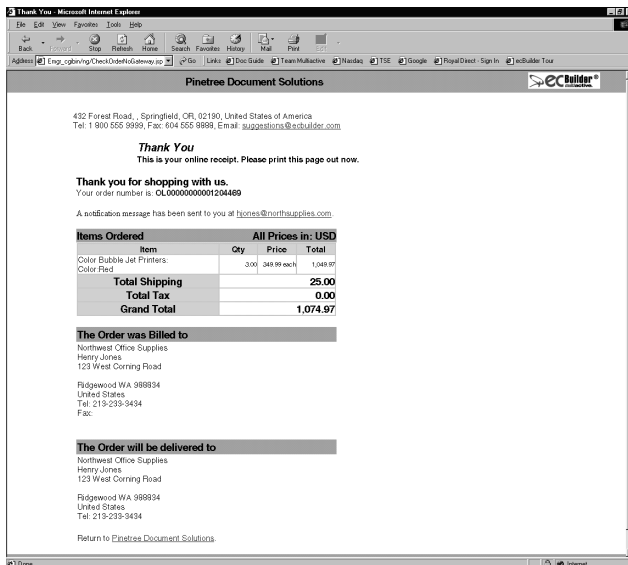 Thank You - Microsoft Internet Explorer
File Edit View Favorites Tools Help
Back Forward Stop Refresh Home Search Favorites History Mail Print Edit
Address Emgr_cgibin/ng/CheckOrderNoGateway.jsp Go Links Doc Guide Team Multiactive Nasdaq TSE Google Royal Direct - Sign In ecBuilder Tour
Pinetree Document Solutions
ecBuilder®
multiactive.
432 Forest Road, , Springfield, OR, 02190, United States of America
Tel: 1 800 555 9999, Fax: 604 555 8888, Email: suggestions@ecbuilder.com
Thank You
This is your online receipt. Please print this page out now.
Thank you for shopping with us.
Your order number is: OL00000000001204469
A notification message has been sent to you at hjones@northsupplies.com.
Items Ordered All Prices in: USD
Item Qty Price Total
Color Bubble Jet Printers:
Color:Red 3.00 349.99 each 1,049.97
Total Shipping 25.00
Total Tax 0.00
Grand Total 1,074.97
The Order was Billed to
Northwest Office Supplies
Henry Jones
123 West Corning Road
Ridgewood WA 988834
United States
Tel: 213-233-3434
Fax:
The Order will be delivered to
Northwest Office Supplies
Henry Jones
123 West Corning Road
Ridgewood WA 988834
United States
Tel: 213-233-3434
Return to Pinetree Document Solutions.
Done Internet